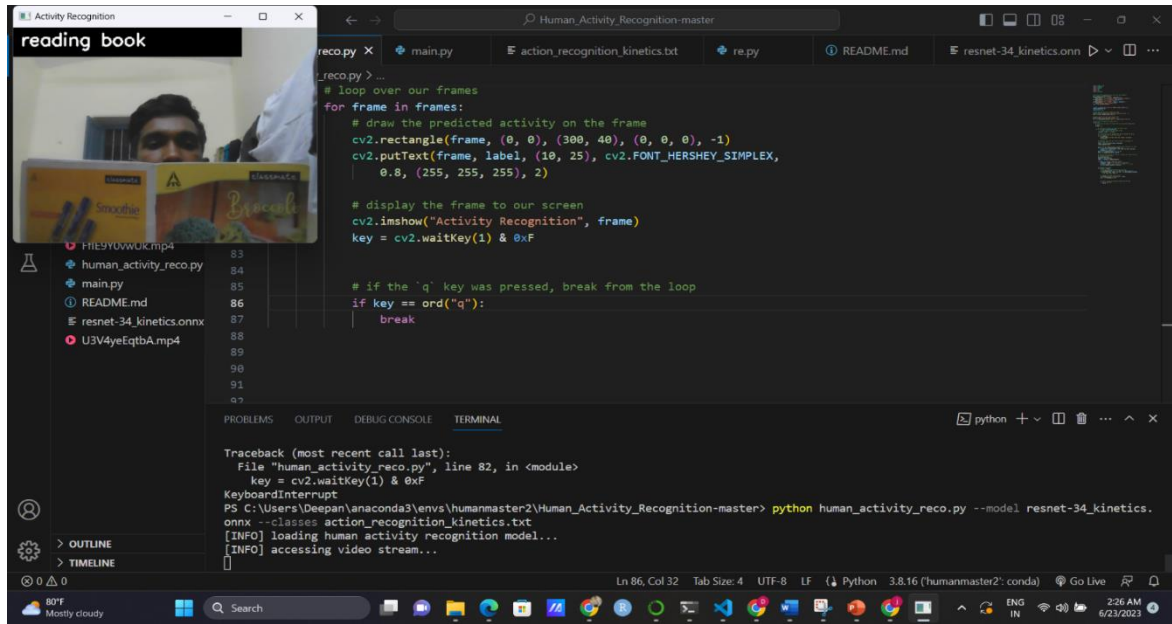 Activity Recognition
reading book
classmate
Smoothie
classmate
Broccoli
Human_Activity_Recognition-master
reco.py
main.py
action_recognition_kinetics.txt
re.py
README.md
resnet-34_kinetics.onn
_reco.py > ...
# loop over our frames
for frame in frames:
# draw the predicted activity on the frame
cv2.rectangle(frame, (0, 0), (300, 40), (0, 0, 0), -1)
cv2.putText(frame, label, (10, 25), cv2.FONT_HERSHEY_SIMPLEX,
0.8, (255, 255, 255), 2)
# display the frame to our screen
cv2.imshow("Activity Recognition", frame)
key = cv2.waitKey(1) & 0xF
83
84
85 # if the `q` key was pressed, break from the loop
86 if key == ord("q"):
87 break
88
89
90
91
92
human_activity_reco.py
main.py
README.md
resnet-34_kinetics.onnx
U3V4yeEqtbA.mp4
OUTLINE
TIMELINE
PROBLEMS OUTPUT DEBUG CONSOLE TERMINAL
python
Traceback (most recent call last):
File "human_activity_reco.py", line 82, in <module>
key = cv2.waitKey(1) & 0xF
KeyboardInterrupt
PS C:\Users\Deepan\anaconda3\envs\humanmaster2\Human_Activity_Recognition-master> python human_activity_reco.py --model resnet-34_kinetics.
onnx --classes action_recognition_kinetics.txt
[INFO] loading human activity recognition model...
[INFO] accessing video stream...
0 0
Ln 86, Col 32 Tab Size: 4 UTF-8 LF Python 3.8.16 ('humanmaster2': conda) Go Live
80°F
Mostly cloudy
Search
ENG
IN
2:26 AM
6/23/2023